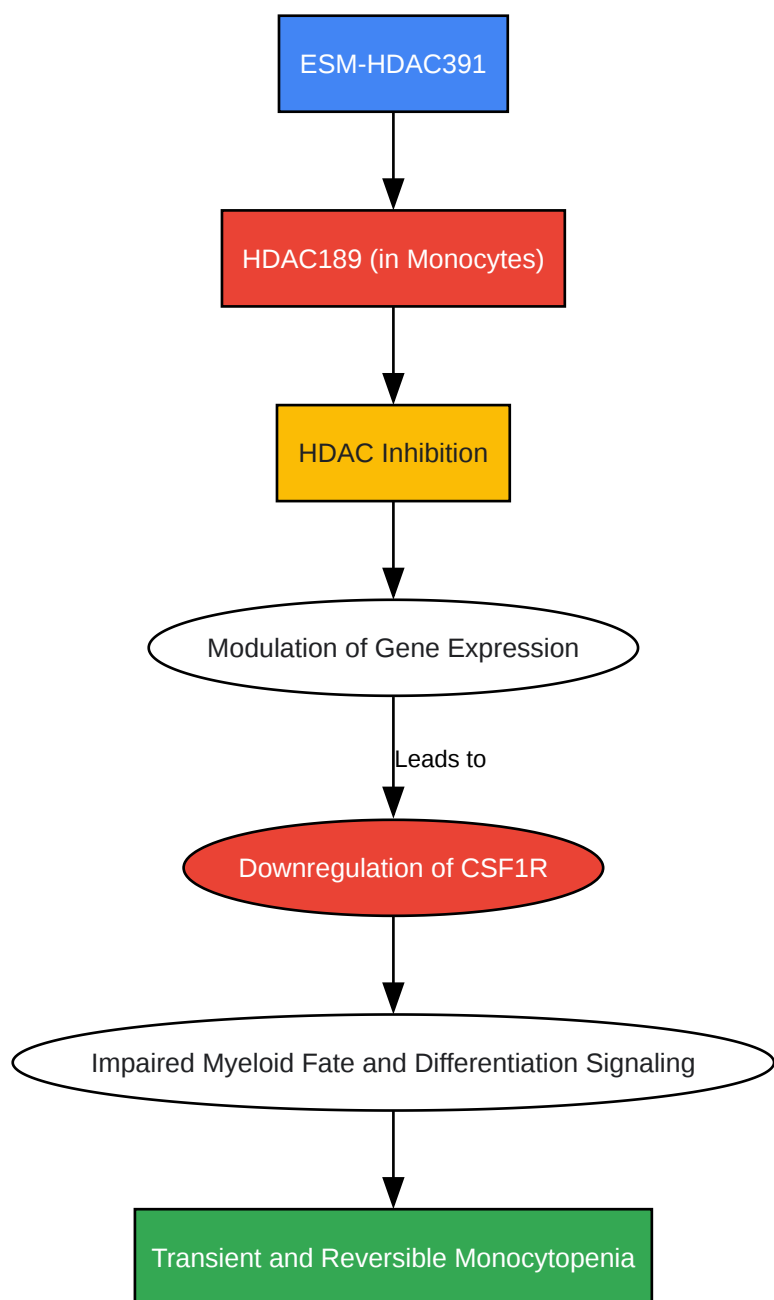 ESM-HDAC391
HDAC189 (in Monocytes)
HDAC Inhibition
Modulation of Gene Expression
Leads to
Downregulation of CSF1R
Impaired Myeloid Fate and Differentiation Signaling
Transient and Reversible Monocytopenia